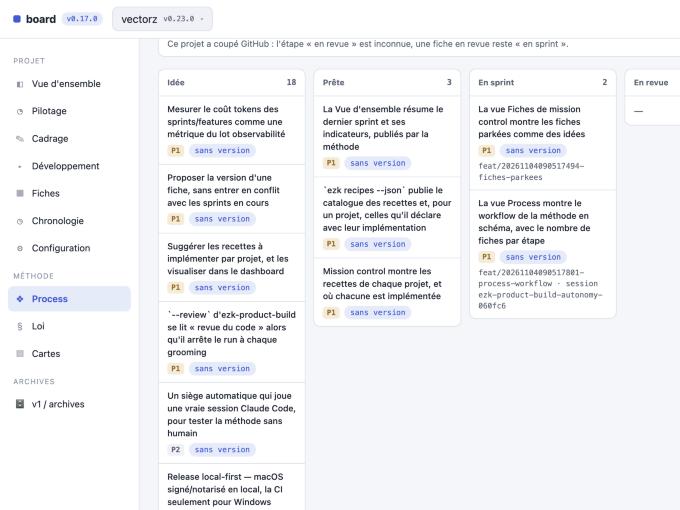 board v0.17.0 vectorz v0.23.0
PROJET
Vue d'ensemble
Pilotage
Cadrage
Développement
Fiches
Chronologie
Configuration
MÉTHODE
Process
§ Loi
Cartes
ARCHIVES
v1 / archives
Ce projet a coupé GitHub : l'étape « en revue » est inconnue, une fiche en revue reste « en sprint ».
Idée 18
Mesurer le coût tokens des
sprints/features comme une
métrique du lot observabilité
P1 sans version
Proposer la version d'une
fiche, sans entrer en conflit
avec les sprints en cours
P1 sans version
Suggérer les recettes à
implémenter par projet, et les
visualiser dans le dashboard
P1 sans version
`--review` d'ezk-product-build
se lit « revue du code » alors
qu'il arrête le run à chaque
grooming
P1 sans version
Un siège automatique qui joue
une vraie session Claude Code,
pour tester la méthode sans
humain
P2 sans version
Release local-first — macOS
signé/notarisé en local, la CI
seulement pour Windows
Prête 3
La Vue d'ensemble résume le
dernier sprint et ses
indicateurs, publiés par la
méthode
P1 sans version
`ezk recipes --json` publie le
catalogue des recettes et, pour
un projet, celles qu'il déclare
avec leur implémentation
P1 sans version
Mission control montre les
recettes de chaque projet, et
où chacune est implémentée
P1 sans version
En sprint 2
La vue Fiches de mission
control montre les fiches
parkées comme des idées
P1 sans version
feat/20261104090517494-
fiches-parkees
La vue Process montre le
workflow de la méthode en
schéma, avec le nombre de
fiches par étape
P1 sans version
feat/20261104090517801-
process-workflow · session
ezk-product-build-autonomy-
060fc6
En revue
—